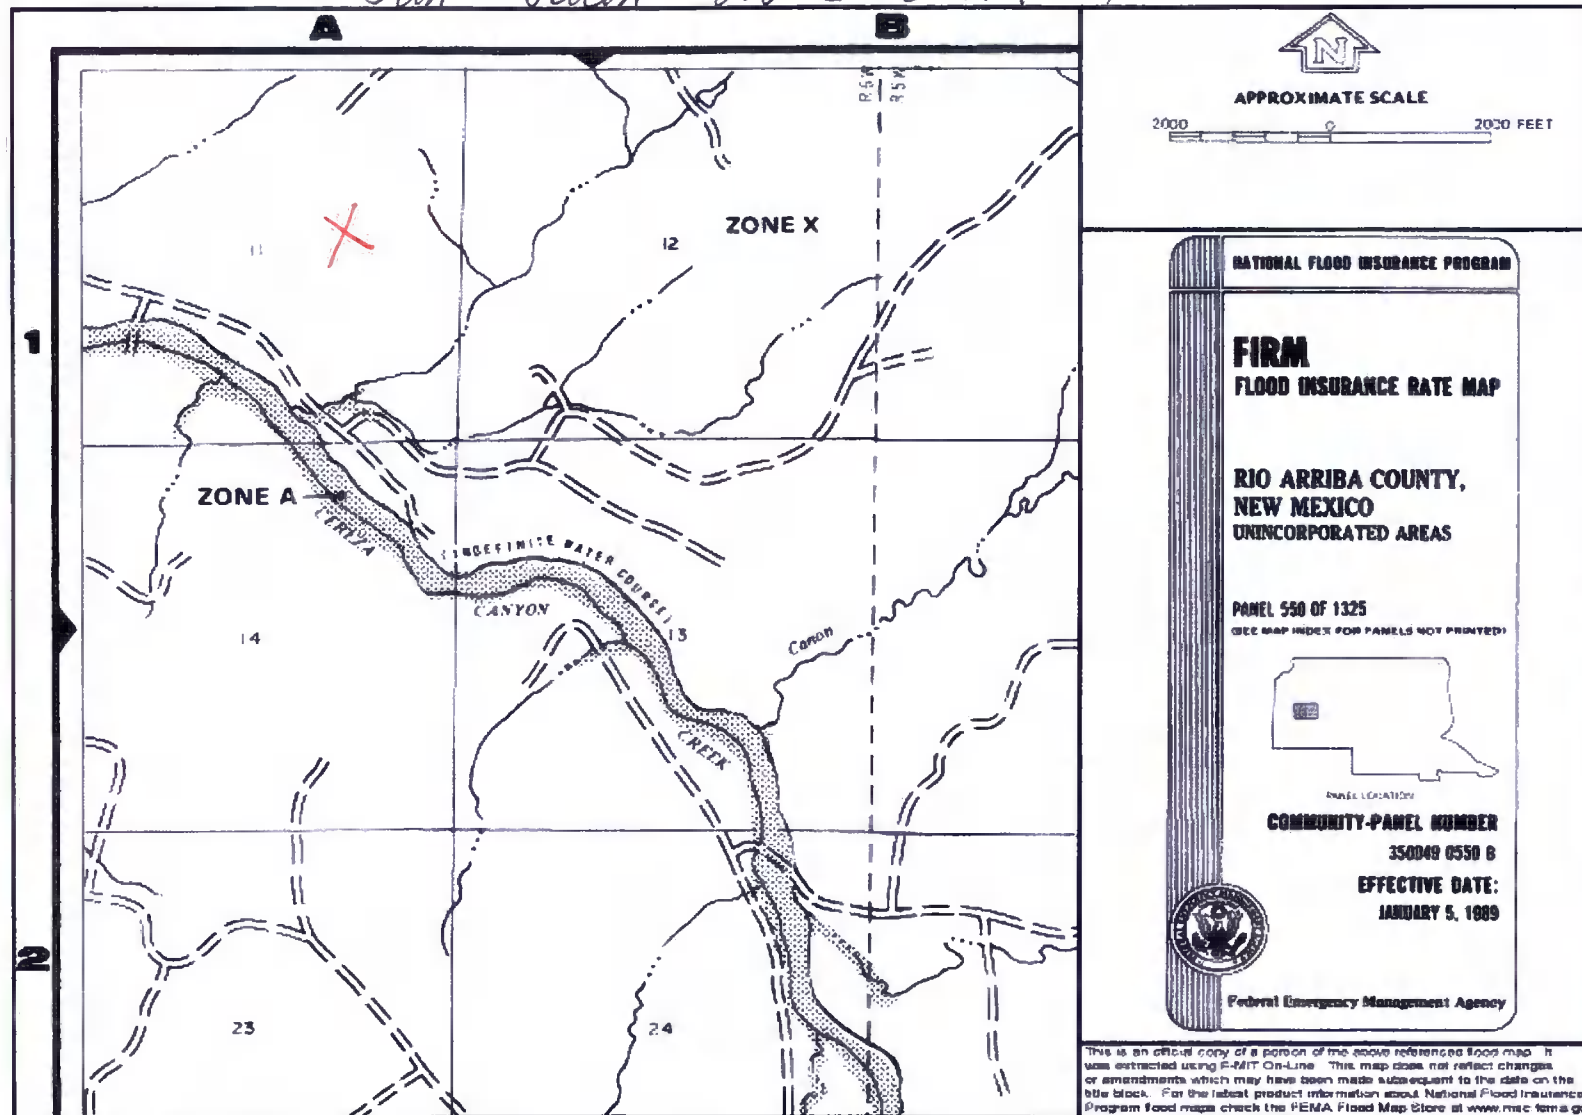 A
B
N
APPROXIMATE SCALE
2000 0 2000 FEET
ZONE X
11
12
1
NATIONAL FLOOD INSURANCE PROGRAM
FIRM
FLOOD INSURANCE RATE MAP
RIO ARRIBA COUNTY,
NEW MEXICO
UNINCORPORATED AREAS
PANEL 550 OF 1325
(SEE MAP INDEX FOR PANELS NOT PRINTED)
PANEL LOCATION
COMMUNITY-PANEL NUMBER
350049 0550 B
EFFECTIVE DATE:
JANUARY 5, 1989
Federal Emergency Management Agency
ZONE A
(INDEFINITE WATER COURSE)
CANYON
CREEK
14
13
Canon
2
23
24
This is an official copy of a portion of the above referenced flood map. It
was extracted using F-MIT On-Line. This map does not reflect changes
or amendments which may have been made subsequent to the date on the
title block. For the latest product information about National Flood Insurance
Program flood maps check the FEMA Flood Map Store at www.msc.fema.g